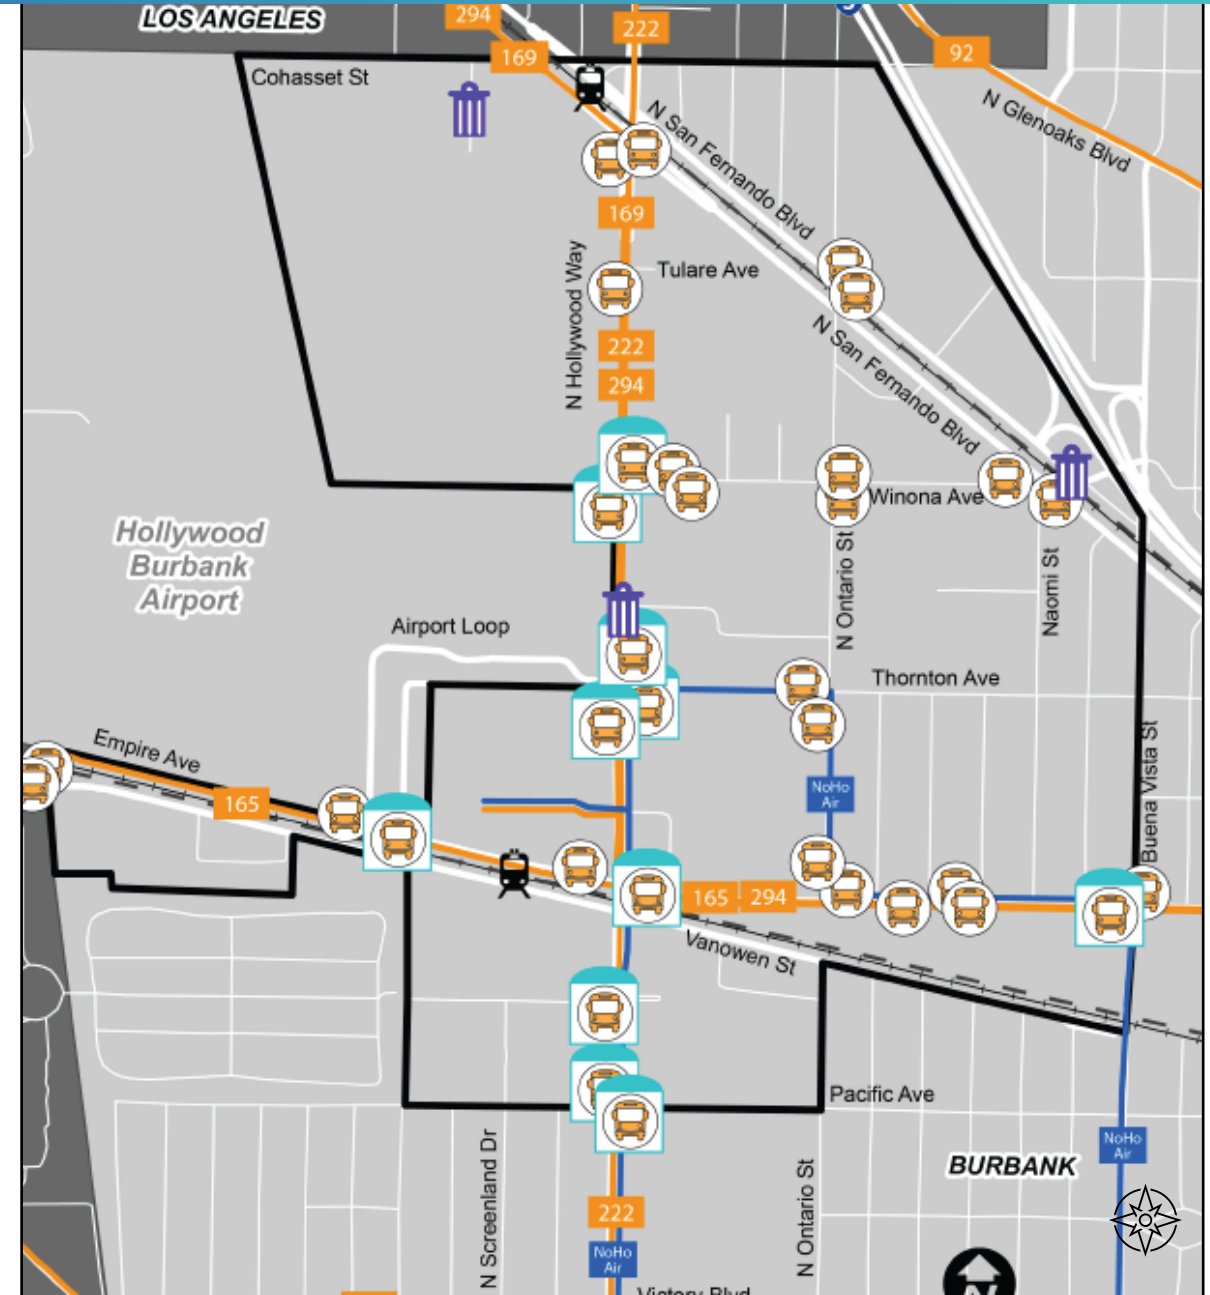 LOS ANGELES
294
222
169
92
Cohasset St
N Glenoaks Blvd
N San Fernando Blvd
169
Tulare Ave
N Hollywood Way
222
294
N San Fernando Blvd
Winona Ave
Hollywood
Burbank
Airport
N Ontario St
Naomi St
Airport Loop
Thornton Ave
Empire Ave
165
NoHo
Air
Buena Vista St
165
294
Vanowen St
Pacific Ave
NoHo
Air
BURBANK
N Screenland Dr
N Ontario St
222
NoHo
Air
Victory Blvd